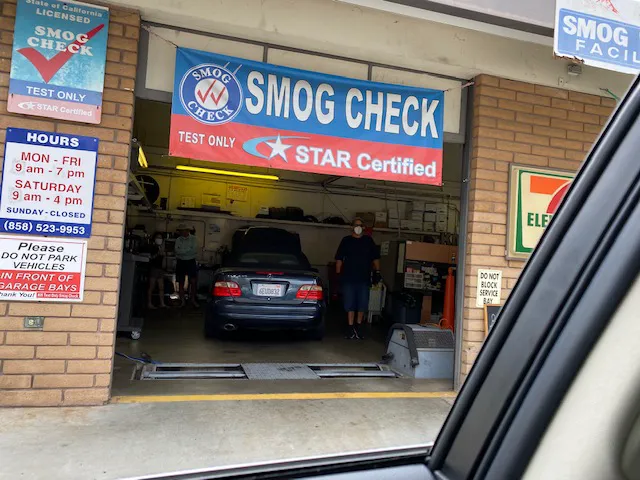 State of California
LICENSED
SMOG
CHECK
TEST ONLY
STAR Certified
HOURS
MON - FRI
9 am - 7 pm
SATURDAY
9 am - 4 pm
SUNDAY - CLOSED
(858) 523-9953
Please
DO NOT PARK
VEHICLES
IN FRONT OF
GARAGE BAYS
SMOG
CHECK
SMOG CHECK
TEST ONLY
STAR Certified
SMOG
FACIL
ELE
DO NOT
BLOCK
SERVICE
BAY